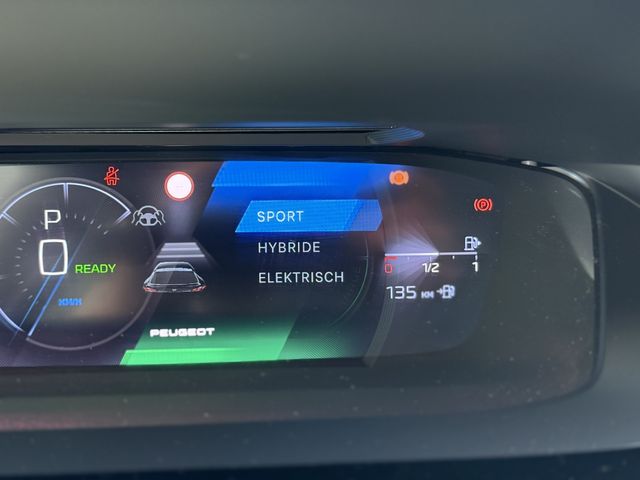 P
0
READY
KM/H
SPORT
HYBRIDE
ELEKTRISCH
PEUGEOT
P
0 1/2 1
135 KM